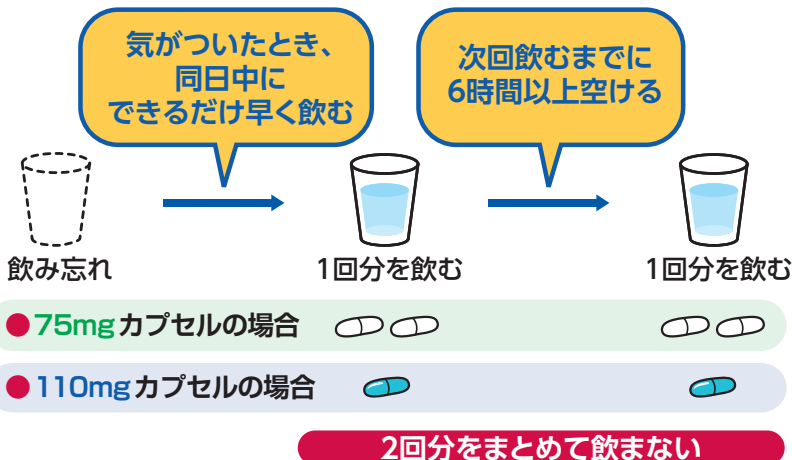 気がついたとき、
同日中に
できるだけ早く飲む
次回飲むまでに
6時間以上空ける
飲み忘れ
1回分を飲む
1回分を飲む
●75mgカプセルの場合
●110mgカプセルの場合
2回分をまとめて飲まない